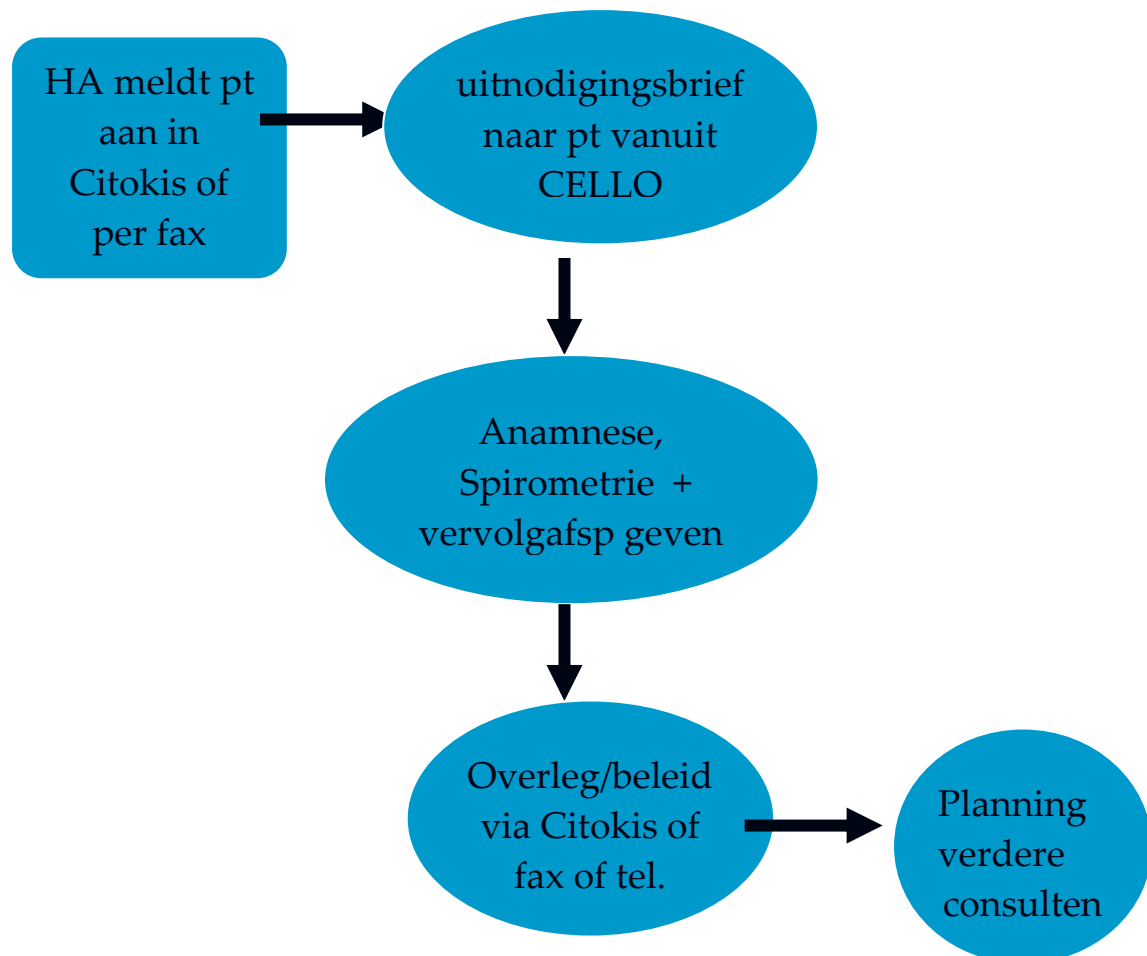 HA meldt pt
aan in
Citokis of
per fax
uitnodigingsbrief
naar pt vanuit
CELLO
Anamnese,
Spirometrie +
vervolgafsp geven
Overleg/beleid
via Citokis of
fax of tel.
Planning
verdere
consulten